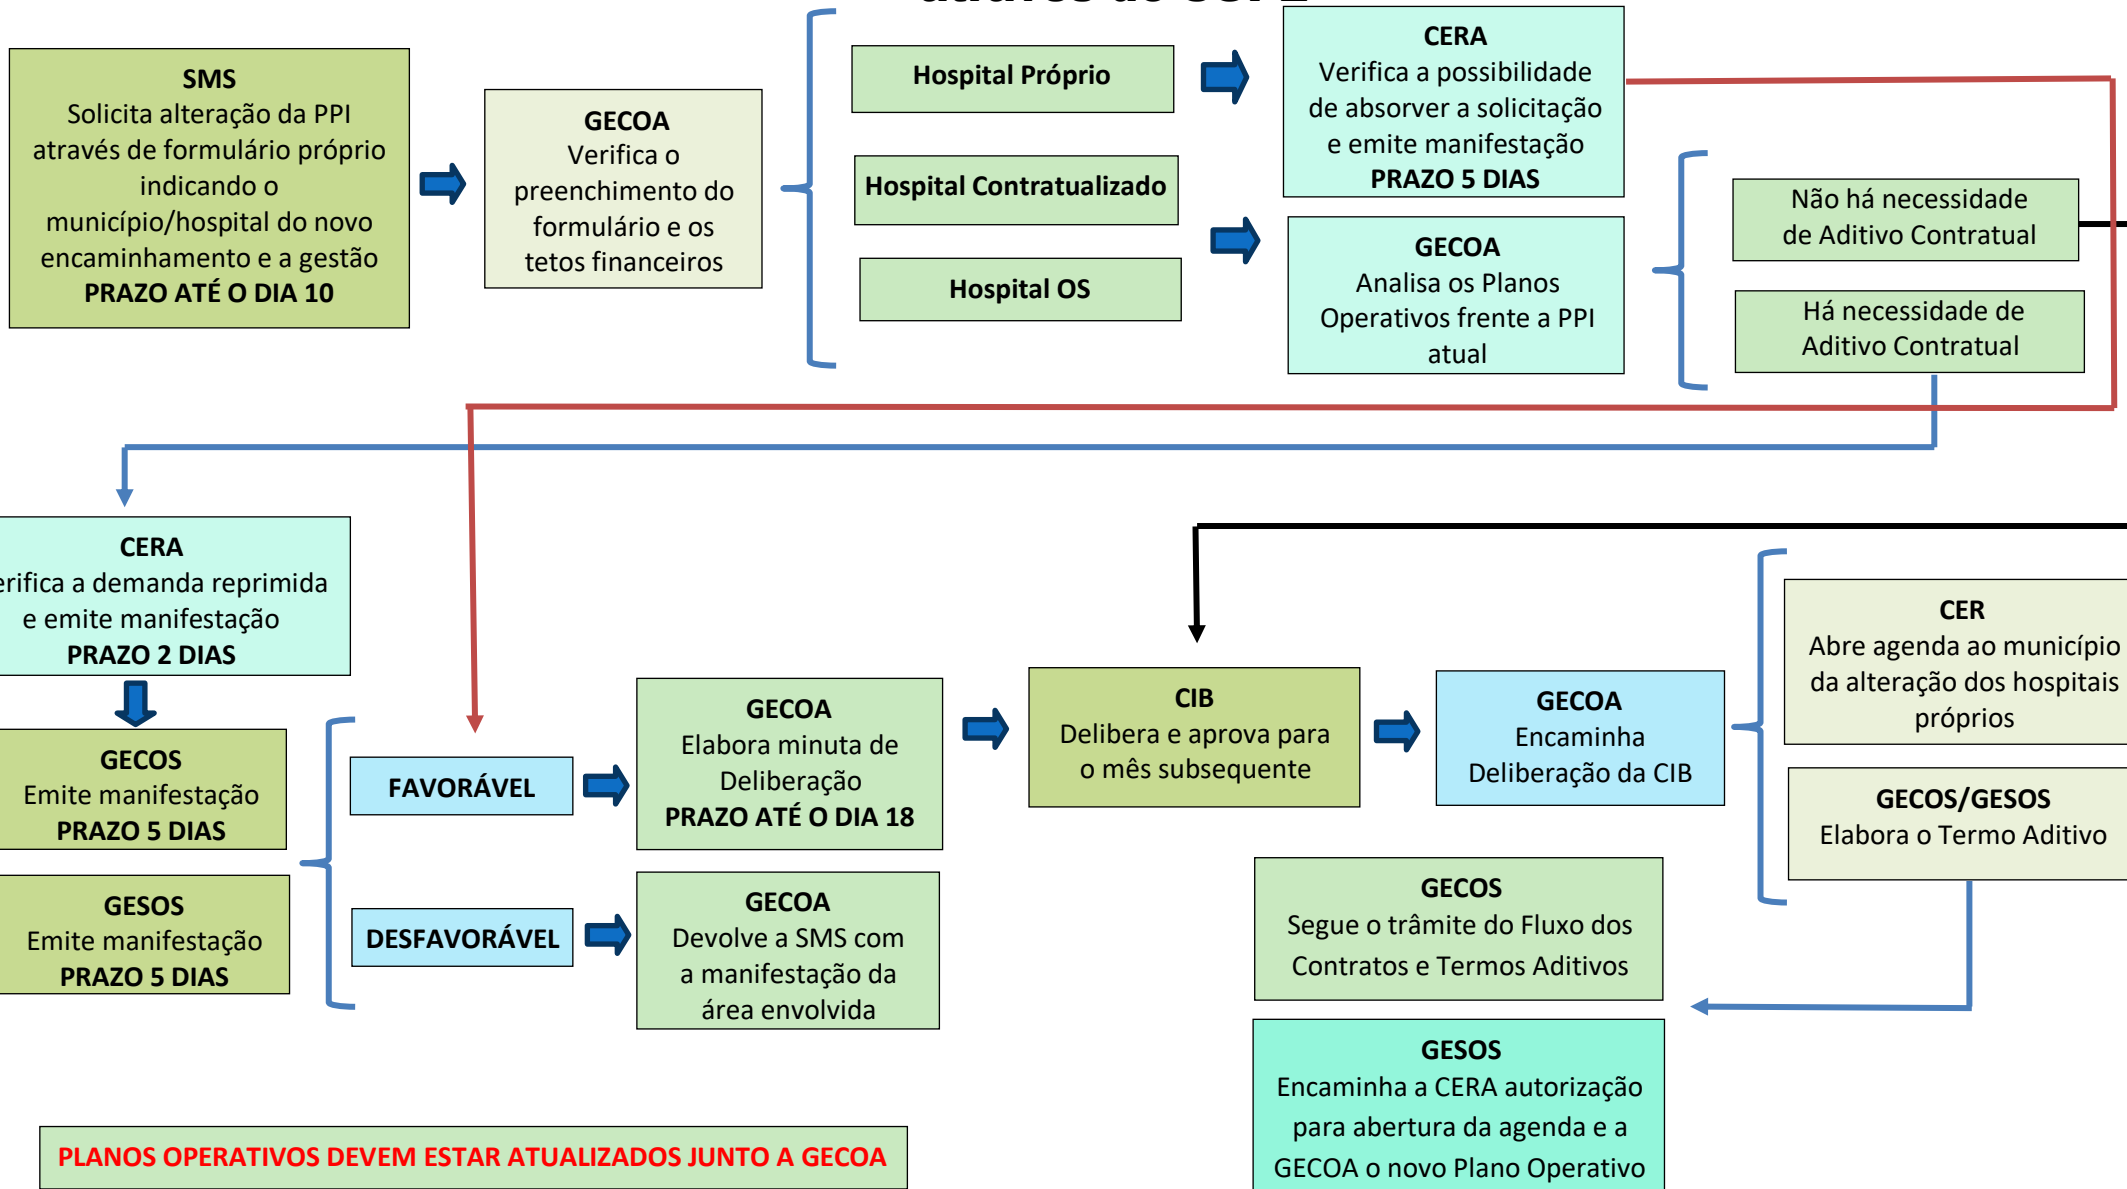 SMS
Solicita alteração da PPI
através de formulário próprio
indicando o
município/hospital do novo
encaminhamento e a gestão
PRAZO ATÉ O DIA 10
GECOA
Verifica o
preenchimento do
formulário e os
tetos financeiros
Hospital Próprio
Hospital Contratualizado
Hospital OS
CERA
Verifica a possibilidade
de absorver a solicitação
e emite manifestação
PRAZO 5 DIAS
GECOA
Analisa os Planos
Operativos frente a PPI
atual
Não há necessidade
de Aditivo Contratual
Há necessidade de
Aditivo Contratual
CERA
erifica a demanda reprimida
e emite manifestação
PRAZO 2 DIAS
GECOS
Emite manifestação
PRAZO 5 DIAS
GESOS
Emite manifestação
PRAZO 5 DIAS
FAVORÁVEL
DESFAVORÁVEL
GECOA
Elabora minuta de
Deliberação
PRAZO ATÉ O DIA 18
GECOA
Devolve a SMS com
a manifestação da
área envolvida
CIB
Delibera e aprova para
o mês subsequente
GECOA
Encaminha
Deliberação da CIB
CER
Abre agenda ao município
da alteração dos hospitais
próprios
GECOS/GESOS
Elabora o Termo Aditivo
GECOS
Segue o trâmite do Fluxo dos
Contratos e Termos Aditivos
GESOS
Encaminha a CERA autorização
para abertura da agenda e a
GECOA o novo Plano Operativo
PLANOS OPERATIVOS DEVEM ESTAR ATUALIZADOS JUNTO A GECOA